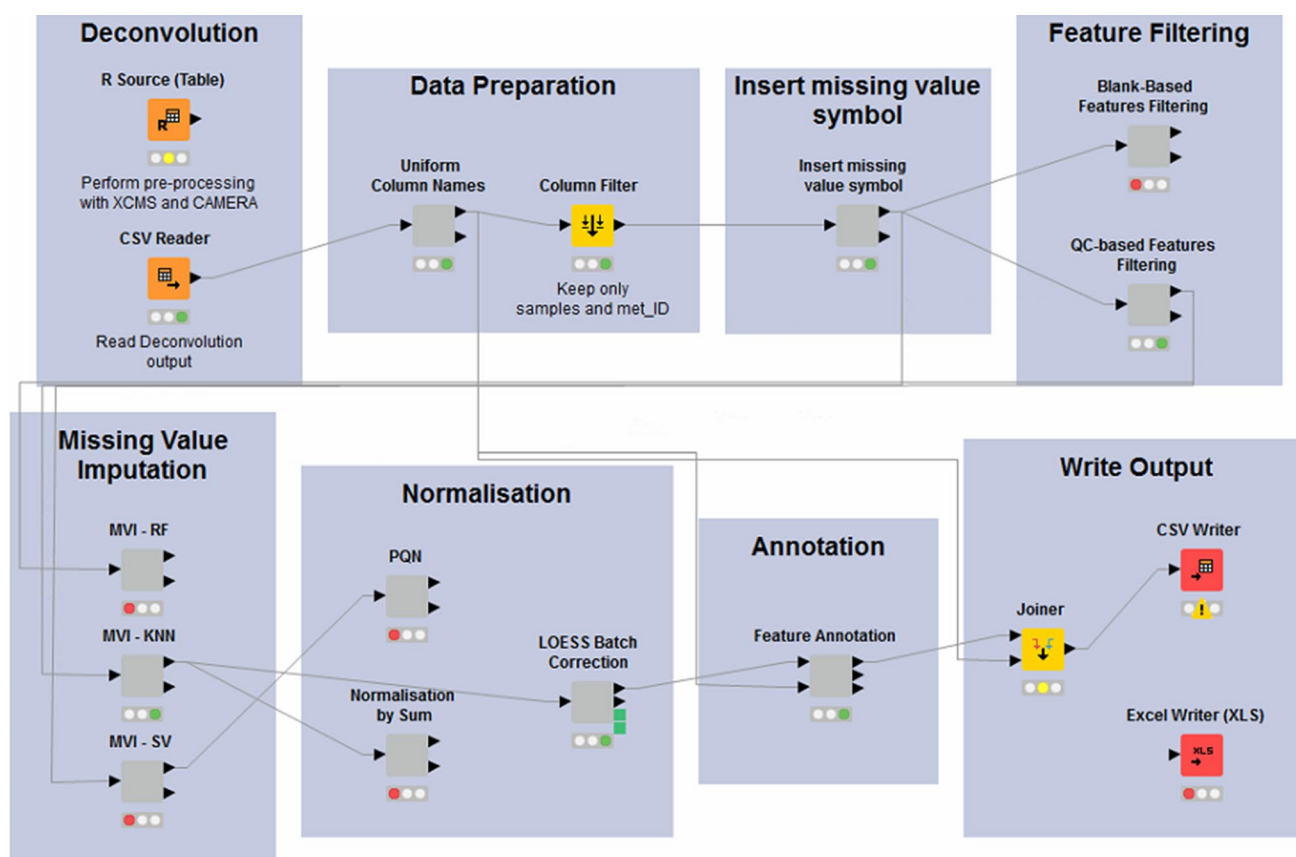 Deconvolution
R Source (Table)
R
Perform pre-processing
with XCMS and CAMERA
CSV Reader
Read Deconvolution
output
Data Preparation
Uniform
Column Names
Column Filter
Keep only
samples and met_ID
Insert missing value
symbol
Insert missing
value symbol
Feature Filtering
Blank-Based
Features Filtering
QC-based Features
Filtering
Missing Value
Imputation
MVI - RF
MVI - KNN
MVI - SV
Normalisation
PQN
Normalisation
by Sum
LOESS Batch
Correction
Annotation
Feature Annotation
Write Output
CSV Writer
!
Joiner
Excel Writer (XLS)
XLS